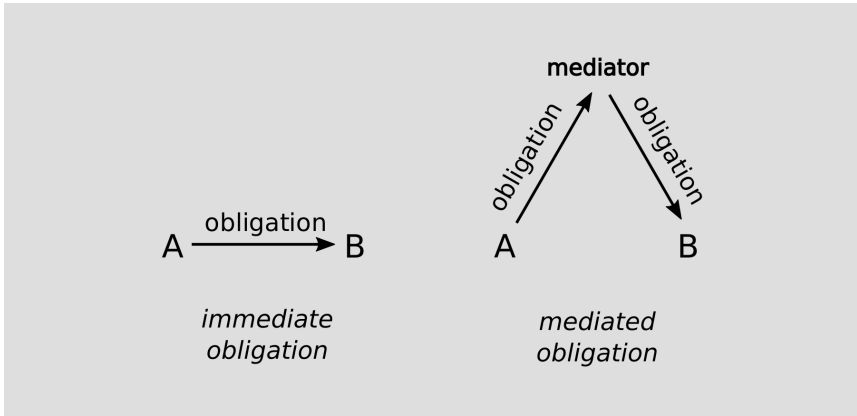 obligation
A
B
immediate
obligation
mediator
obligation
obligation
A
B
mediated
obligation